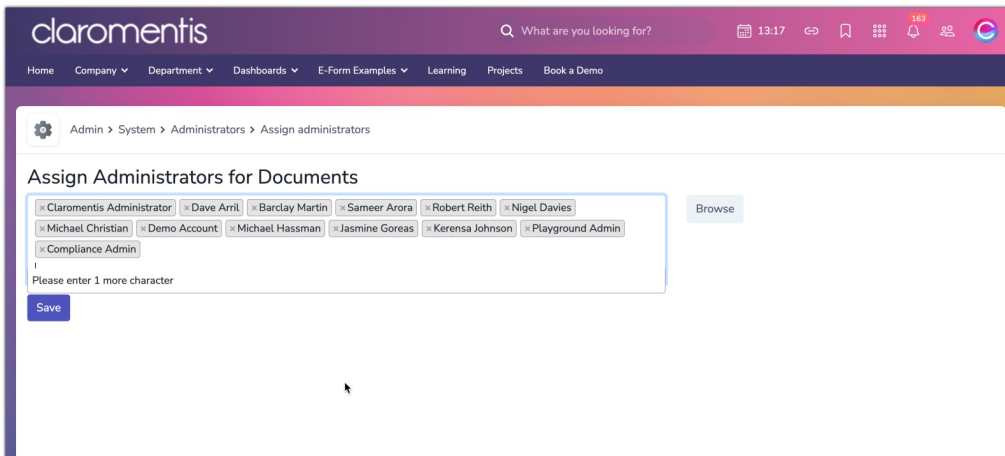 claromentis
What are you looking for?
13:17
163
Home Company Department Dashboards E-Form Examples Learning Projects Book a Demo
Admin > System > Administrators > Assign administrators
Assign Administrators for Documents
×Claromentis Administrator ×Dave Arril ×Barclay Martin ×Sameer Arora ×Robert Reith ×Nigel Davies
Browse
×Michael Christian ×Demo Account ×Michael Hassman ×Jasmine Goreas ×Kerensa Johnson ×Playground Admin
×Compliance Admin
Please enter 1 more character
Save